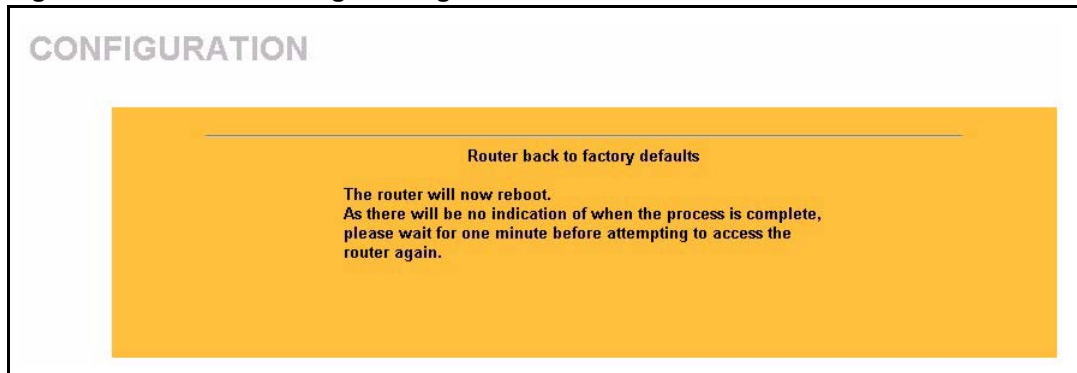 CONFIGURATION
Router back to factory defaults
The router will now reboot.
As there will be no indication of when the process is complete,
please wait for one minute before attempting to access the
router again.